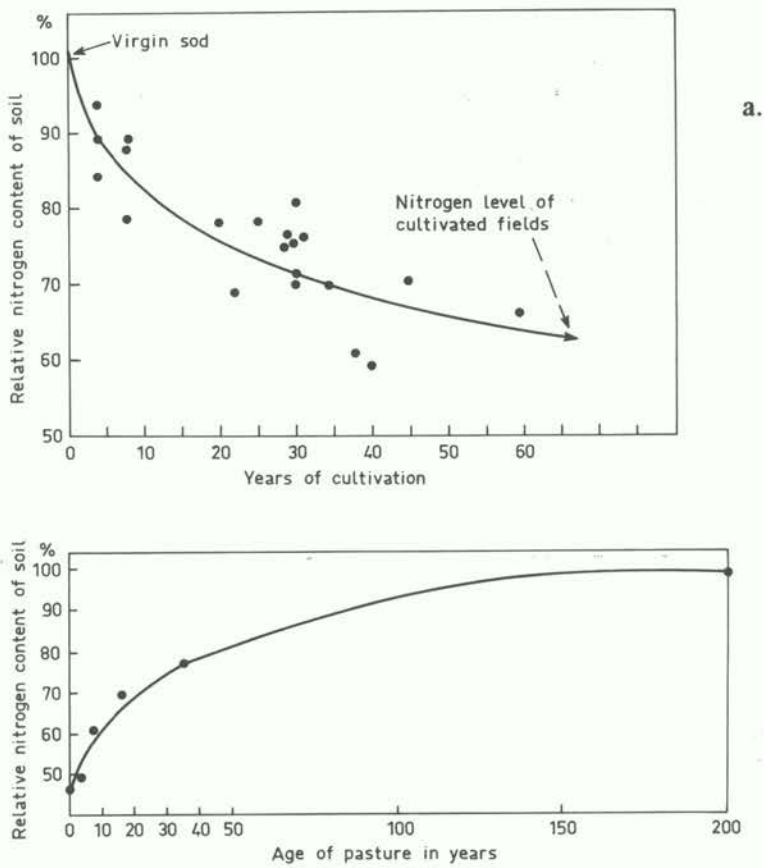 %
Virgin sod
100
90
80
70
60
50
Relative nitrogen content of soil
Nitrogen level of
cultivated fields
0 10 20 30 40 50 60
Years of cultivation
a.
%
100
90
80
70
60
50
Relative nitrogen content of soil
0 10 20 30 40 50 100 150 200
Age of pasture in years